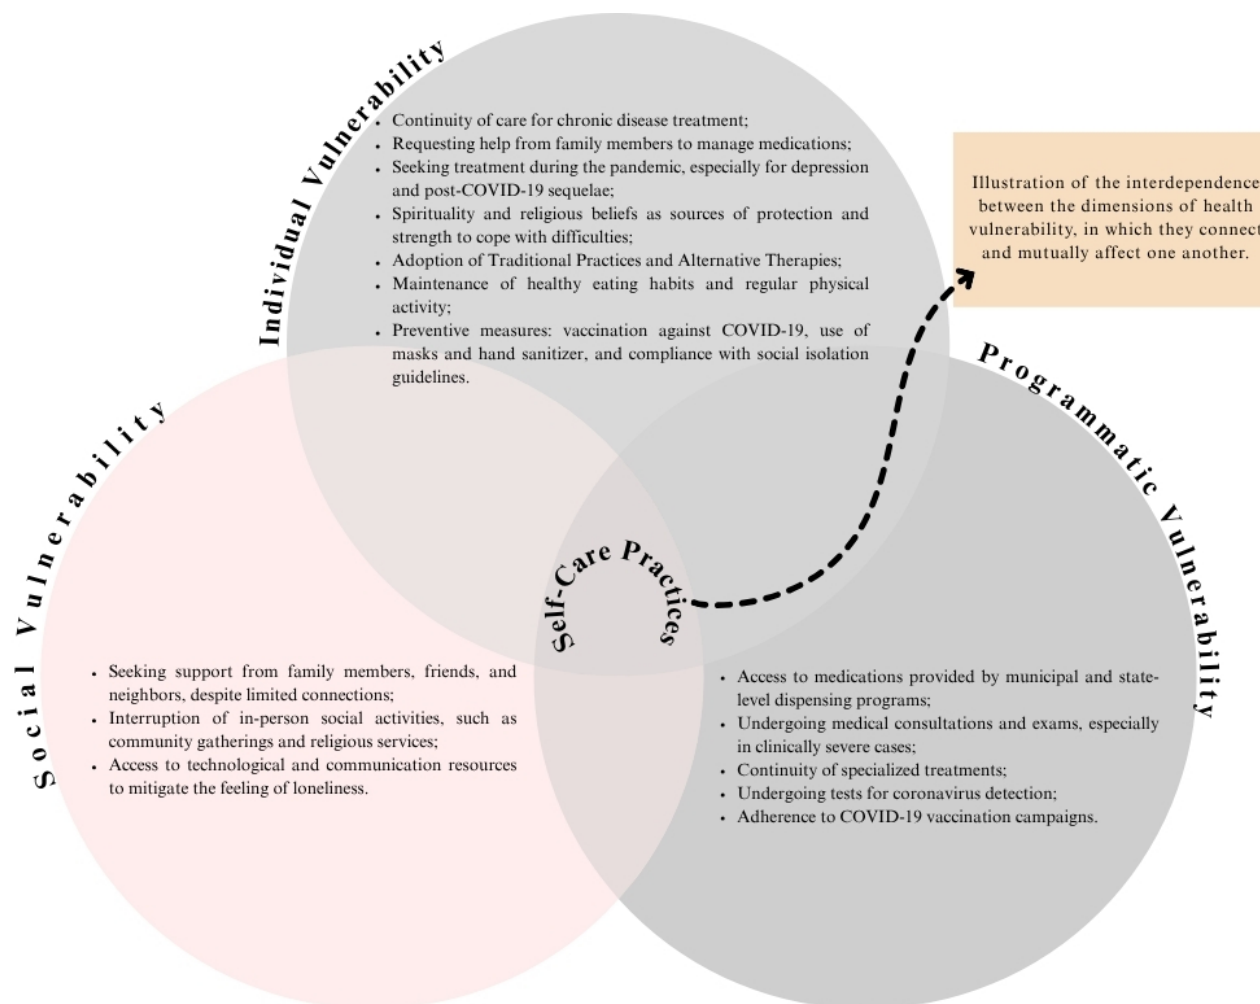 Individual Vulnerability
• Continuity of care for chronic disease treatment;
• Requesting help from family members to manage medications;
• Seeking treatment during the pandemic, especially for depression
and post-COVID-19 sequelae;
• Spirituality and religious beliefs as sources of protection and
strength to cope with difficulties;
• Adoption of Traditional Practices and Alternative Therapies;
• Maintenance of healthy eating habits and regular physical
activity;
• Preventive measures: vaccination against COVID-19, use of
masks and hand sanitizer, and compliance with social isolation
guidelines.
Illustration of the interdependence
between the dimensions of health
vulnerability, in which they connect
and mutually affect one another.
Social Vulnerability
• Seeking support from family members, friends, and
neighbors, despite limited connections;
• Interruption of in-person social activities, such as
community gatherings and religious services;
• Access to technological and communication resources
to mitigate the feeling of loneliness.
Self-Care Practices
Programmatic Vulnerability
• Access to medications provided by municipal and state-
level dispensing programs;
• Undergoing medical consultations and exams, especially
in clinically severe cases;
• Continuity of specialized treatments;
• Undergoing tests for coronavirus detection;
• Adherence to COVID-19 vaccination campaigns.